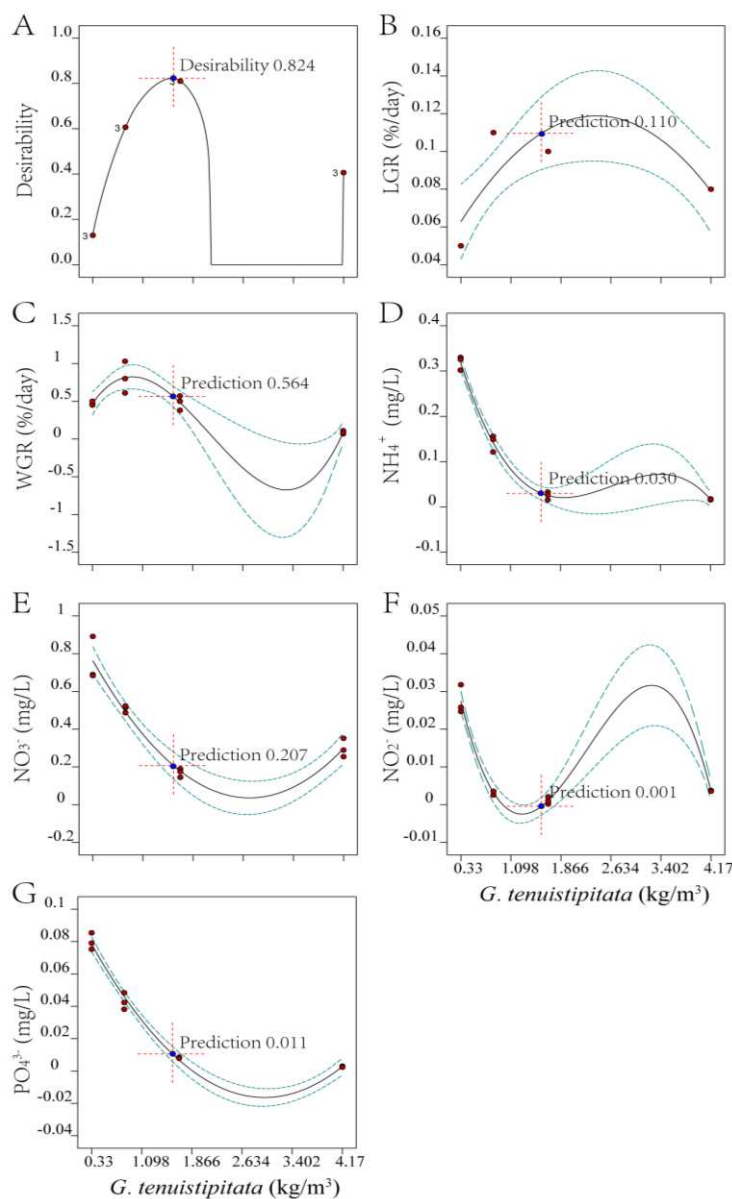 A
Desirability
1.0
0.8
0.6
0.4
0.2
0.0
Desirability 0.824
3
3
3
3
B
LGR (%/day)
0.16
0.14
0.12
0.10
0.08
0.06
0.04
Prediction 0.110
C
WGR (%/day)
1.5
1
0.5
0
-0.5
-1
-1.5
Prediction 0.564
D
NH₄⁺ (mg/L)
0.4
0.3
0.2
0.1
0
-0.1
Prediction 0.030
E
NO₃⁻ (mg/L)
1
0.8
0.6
0.4
0.2
0
-0.2
Prediction 0.207
F
NO₂⁻ (mg/L)
0.05
0.04
0.03
0.02
0.01
0
-0.01
Prediction 0.001
0.33 1.098 1.866 2.634 3.402 4.17
G. tenuistipitata (kg/m³)
G
PO₄³⁻ (mg/L)
0.1
0.08
0.06
0.04
0.02
0
-0.02
-0.04
Prediction 0.011
0.33 1.098 1.866 2.634 3.402 4.17
G. tenuistipitata (kg/m³)